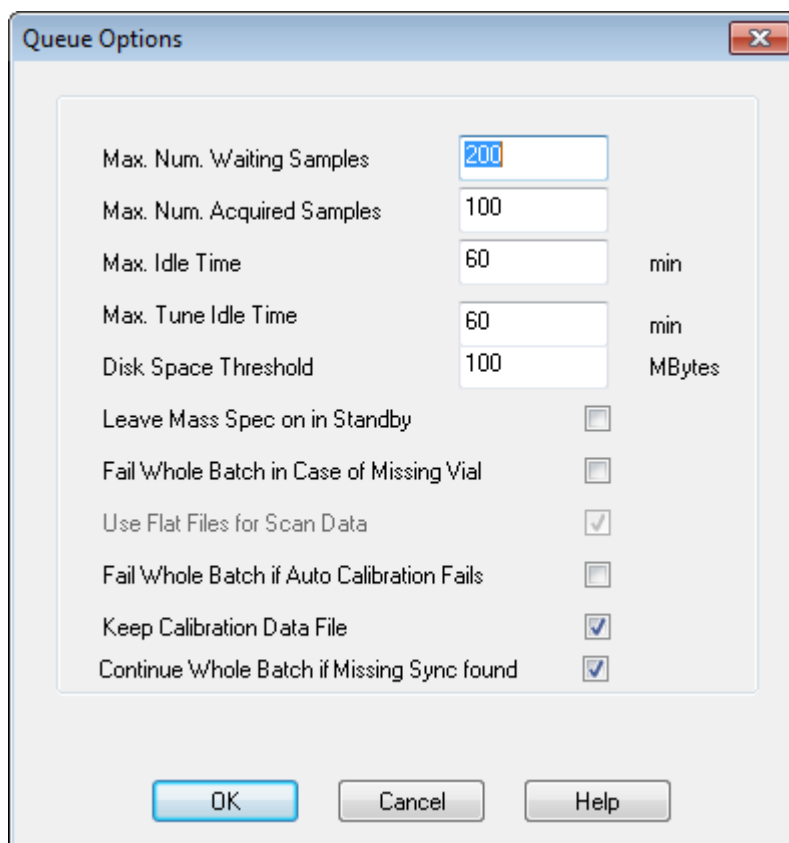 Queue Options
Max. Num. Waiting Samples 200
Max. Num. Acquired Samples 100
Max. Idle Time 60 min
Max. Tune Idle Time 60 min
Disk Space Threshold 100 MBytes
Leave Mass Spec on in Standby
Fail Whole Batch in Case of Missing Vial
Use Flat Files for Scan Data
Fail Whole Batch if Auto Calibration Fails
Keep Calibration Data File
Continue Whole Batch if Missing Sync found
OK Cancel Help